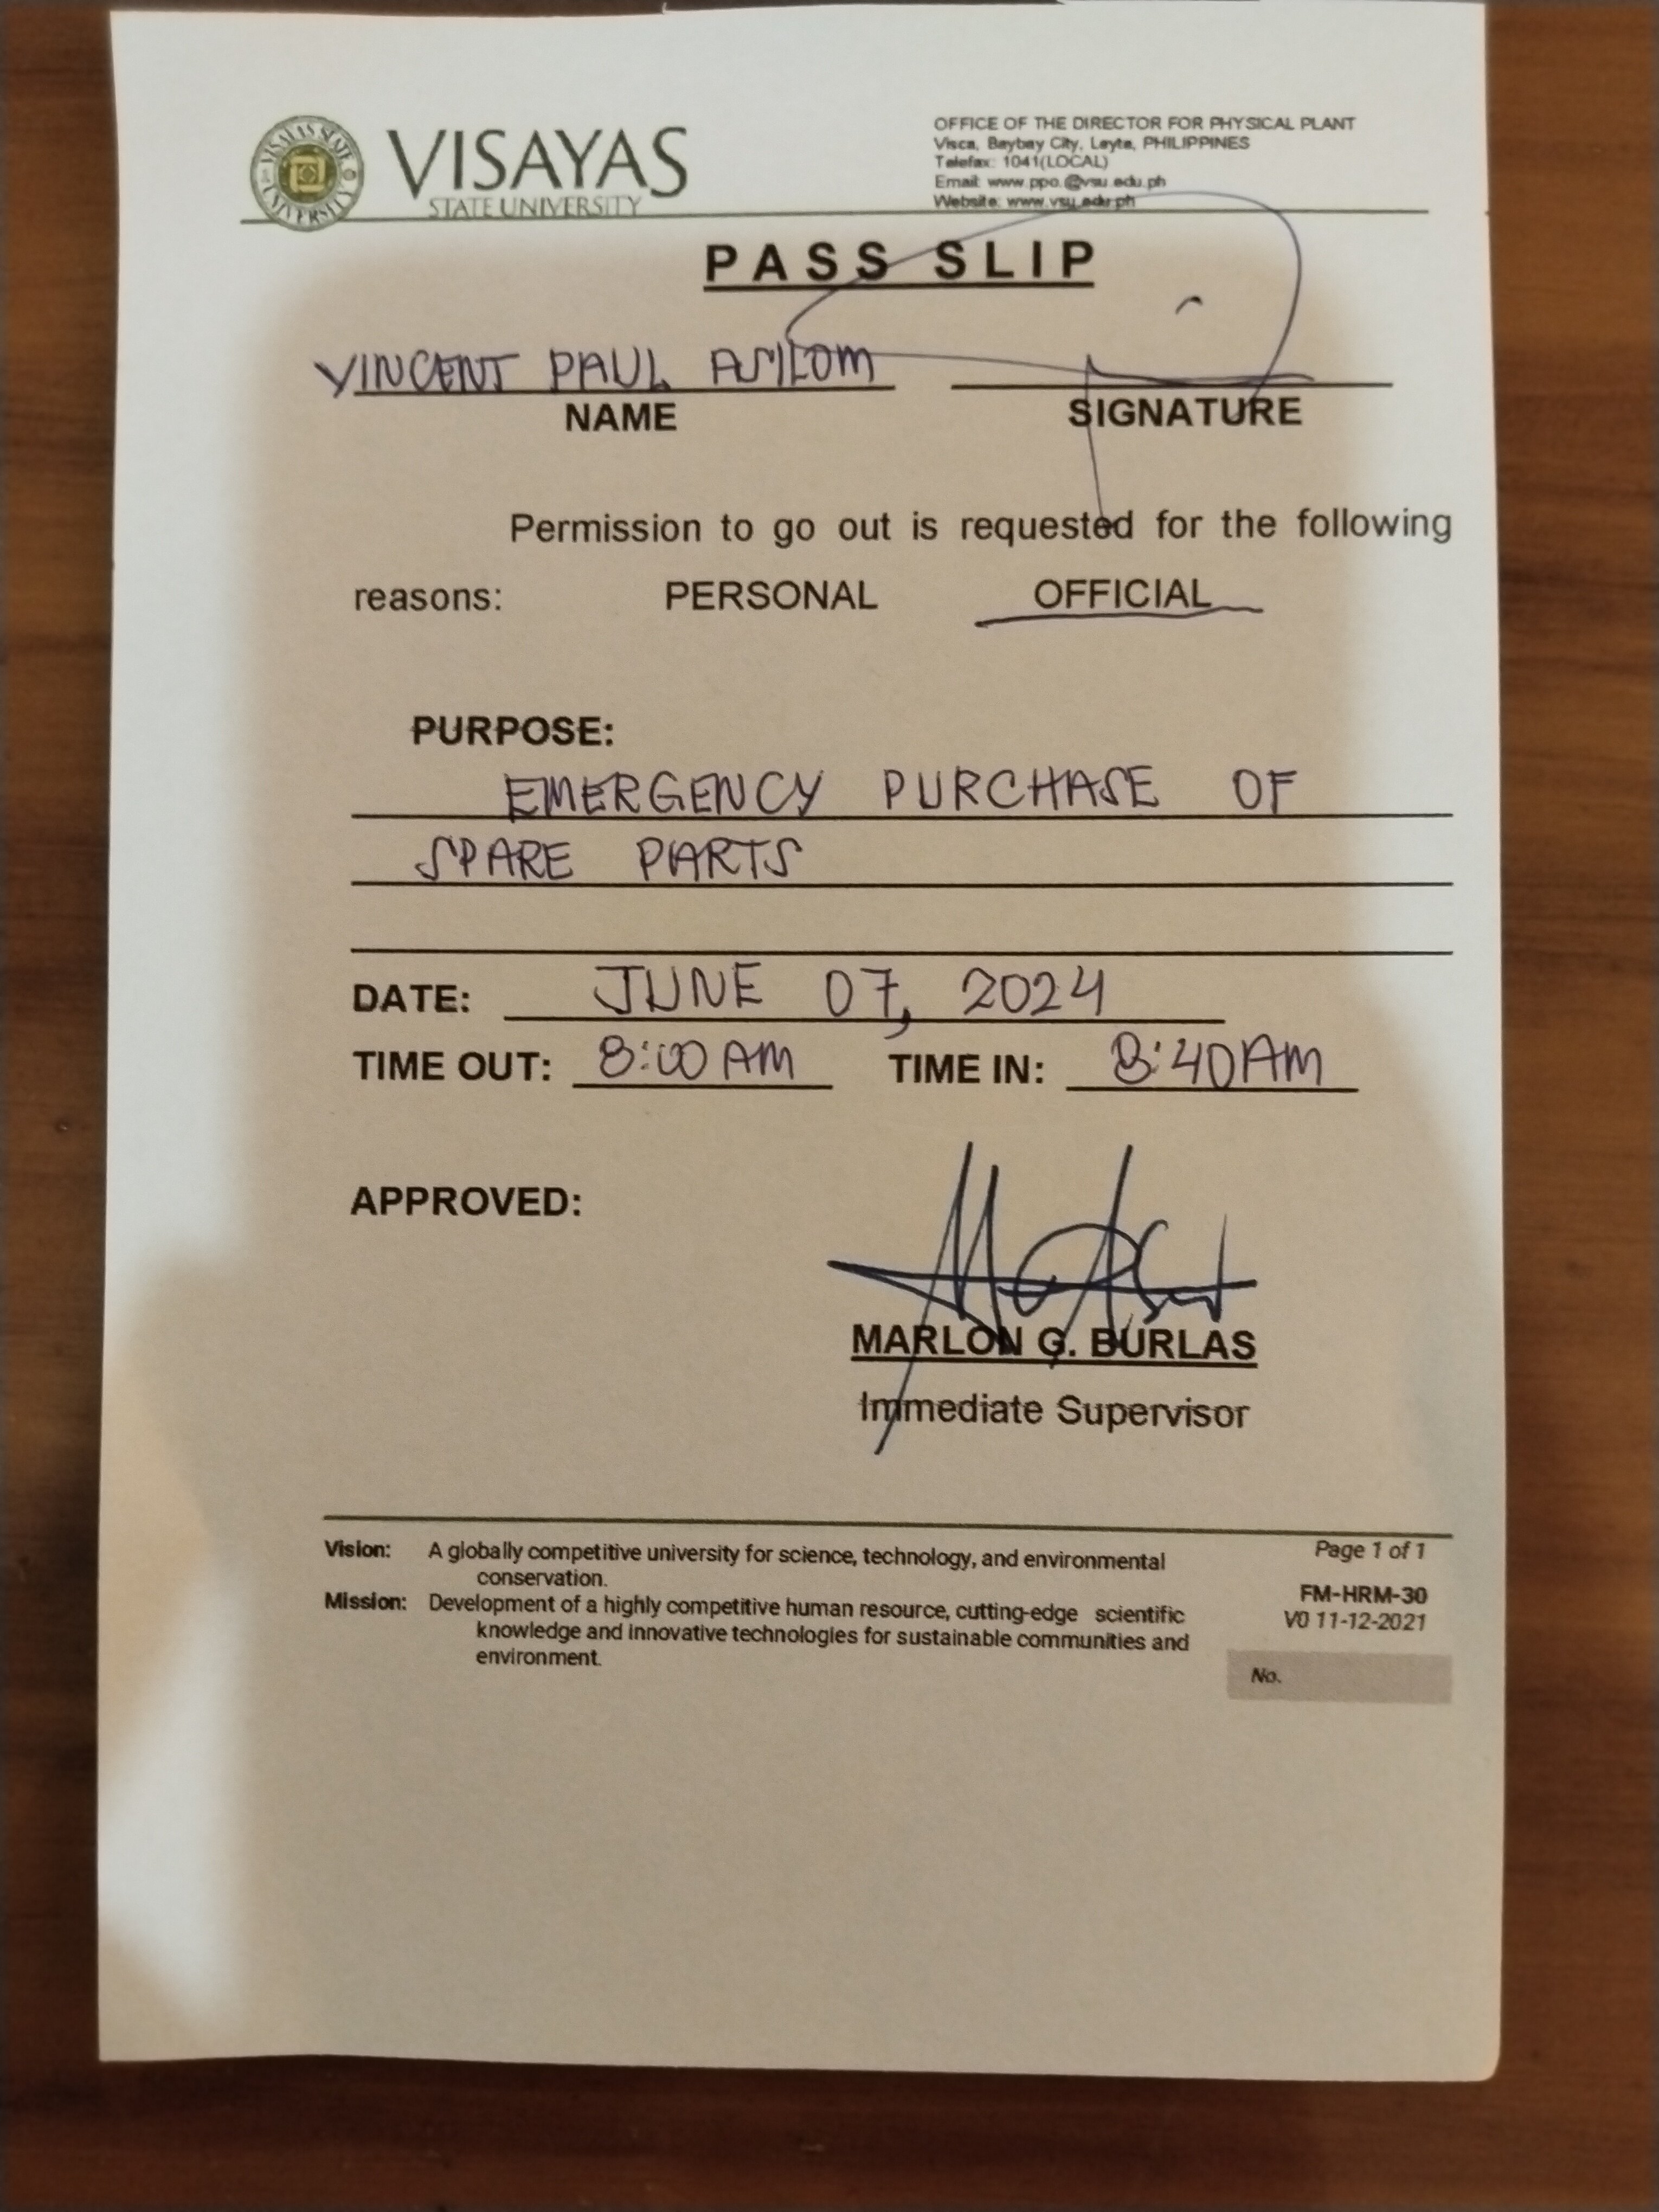 VISAYAS STATE UNIVERSITY
VISAYAS
STATE UNIVERSITY
OFFICE OF THE DIRECTOR FOR PHYSICAL PLANT
Visca, Baybay City, Leyte, PHILIPPINES
Telefax: 1041(LOCAL)
Email: www.ppo.@vsu.edu.ph
Website: www.vsu.edu.ph
PASS SLIP
VINCENT PAUL ASILOM
NAME
SIGNATURE
Permission to go out is requested for the following
reasons: PERSONAL OFFICIAL
PURPOSE:
EMERGENCY PURCHASE OF
SPARE PARTS
DATE: JUNE 07, 2024
TIME OUT: 8:00 AM TIME IN: 8:40AM
APPROVED:
MARLON G. BURLAS
Immediate Supervisor
Vision: A globally competitive university for science, technology, and environmental
conservation.
Mission: Development of a highly competitive human resource, cutting-edge scientific
knowledge and innovative technologies for sustainable communities and
environment.
Page 1 of 1
FM-HRM-30
V0 11-12-2021
No.